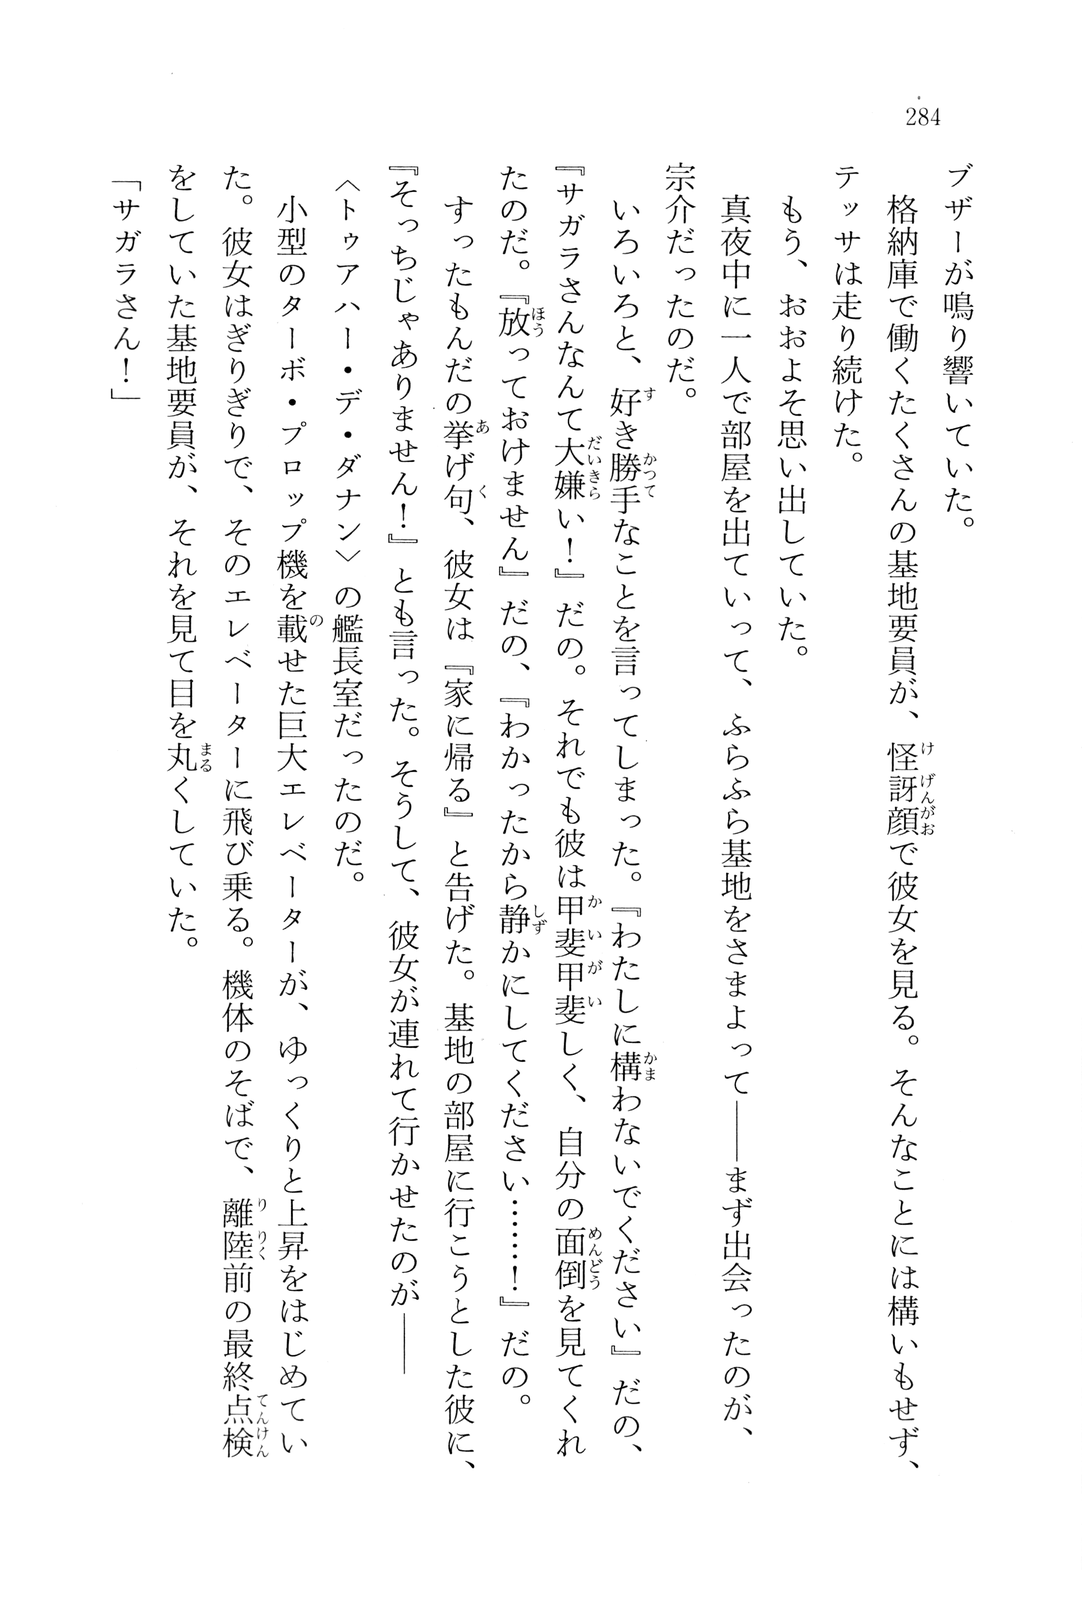 284
ブザーが鳴り響いていた。
格納庫で働くたくさんの基地要員が、怪訝顔で彼女を見る。そんなことには構いもせず、
テッサは走り続けた。
もう、おおよそ思い出していた。
真夜中に一人で部屋を出ていって、ふらふら基地をさまよって――まず出会ったのが、
宗介だったのだ。
いろいろと、好き勝手なことを言ってしまった。『わたしに構わないでください』だの、
『サガラさんなんて大嫌い！』だの。それでも彼は甲斐甲斐しく、自分の面倒を見てくれ
たのだ。『放っておけません』だの、『わかったから静かにしてください……！』だの。
すったもんだの挙げ句、彼女は『家に帰る』と告げた。基地の部屋に行こうとした彼に、
『そっちじゃありません！』とも言った。そうして、彼女が連れて行かせたのが――
〈トゥアハー・デ・ダナン〉の艦長室だったのだ。
小型のターボ・プロップ機を載せた巨大エレベーターが、ゆっくりと上昇をはじめてい
た。彼女はぎりぎりで、そのエレベーターに飛び乗る。機体のそばで、離陸前の最終点検
をしていた基地要員が、それを見て目を丸くしていた。
「サガラさん！」